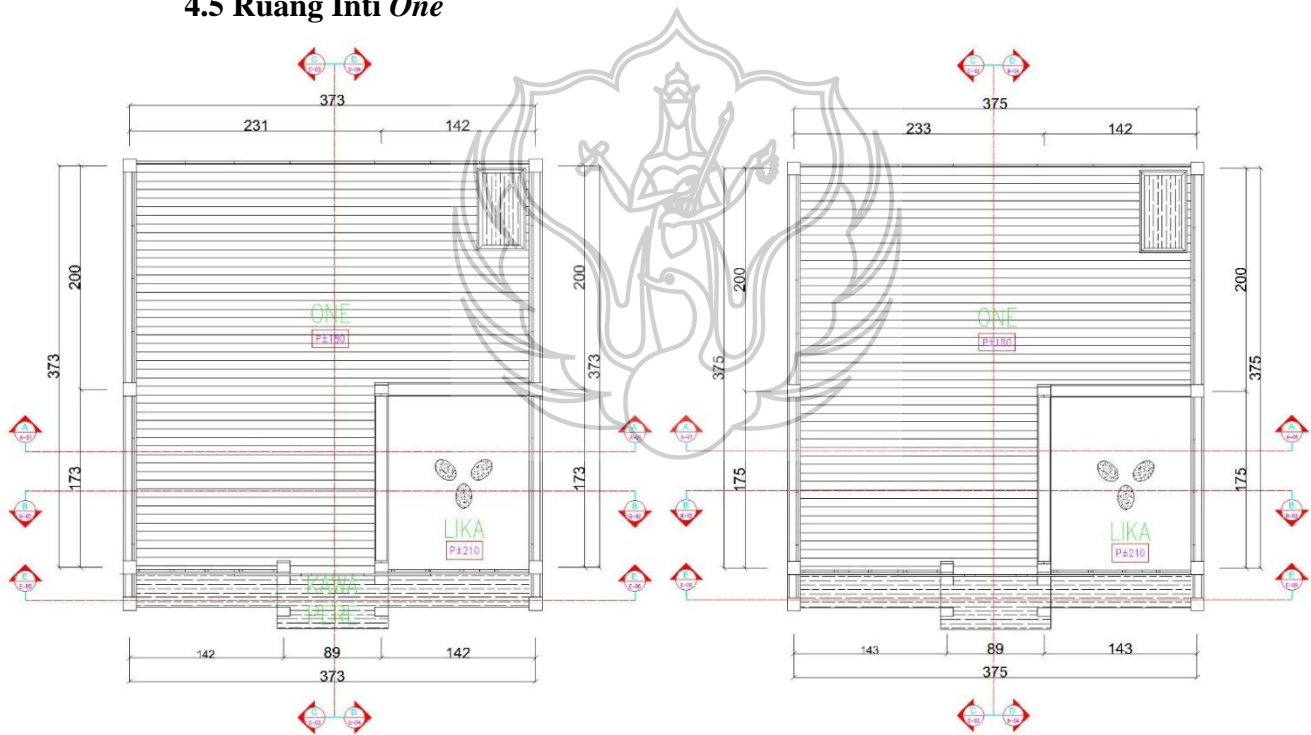 4.5 Ruang Inti One
C D
373
231 142
200
373
173
200
373
173
ONE
P±180
LIKA
P±210
KAWA
PERE
A A
B B
E E
142 89 142
373
C D
C D
375
233 142
200
375
175
200
375
175
ONE
P±180
LIKA
P±210
A A
B B
E E
143 89 143
375
C D